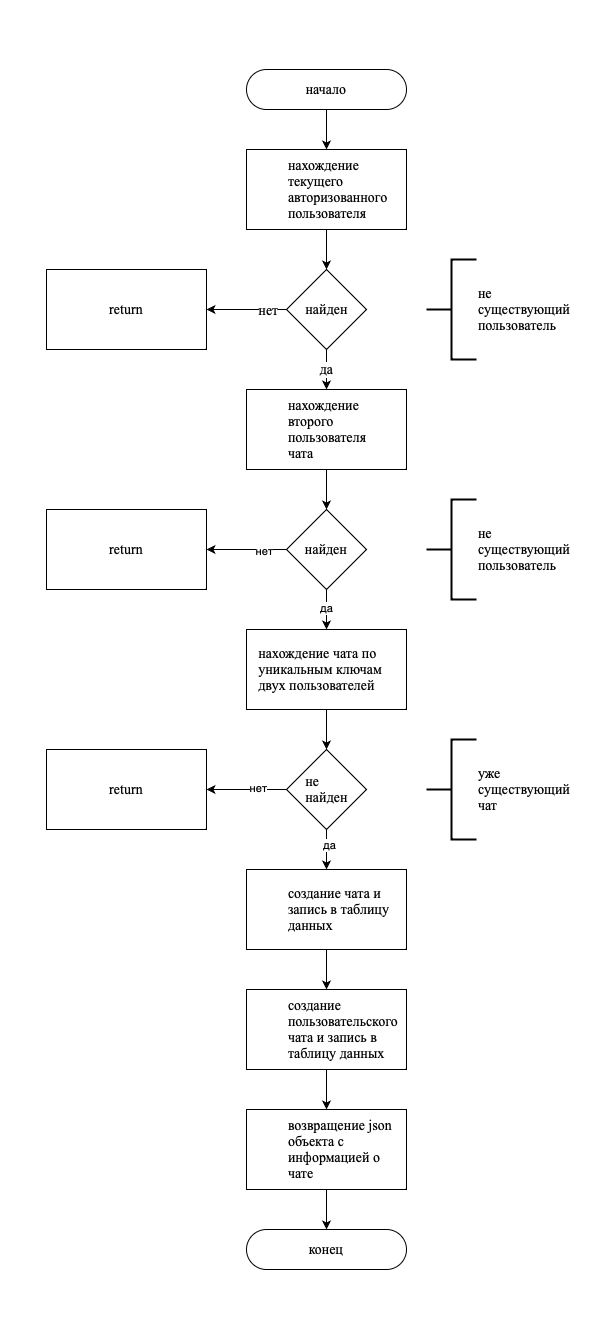 начало
нахождение
текущего
авторизованного
пользователя
return
нет
найден
не
существующий
пользователь
да
нахождение
второго
пользователя
чата
return
нет
найден
не
существующий
пользователь
да
нахождение чата по
уникальным ключам
двух пользователей
return
нет
не
найден
уже
существующий
чат
да
создание чата и
запись в таблицу
данных
создание
пользовательского
чата и запись в
таблицу данных
возвращение json
объекта с
информацией о
чате
конец